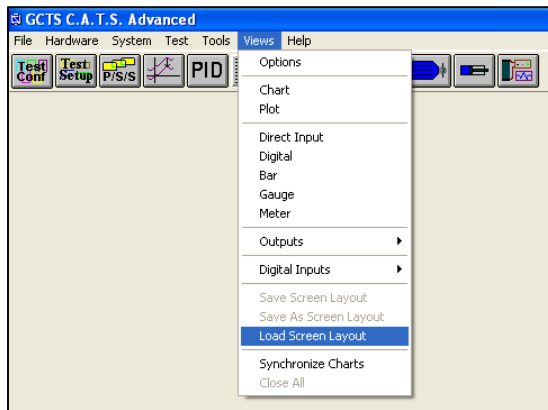 GCTS C.A.T.S. Advanced
File Hardware System Test Tools Views Help
Test Conf
Test Setup
P/S/S
PID
Options
Chart
Plot
Direct Input
Digital
Bar
Gauge
Meter
Outputs
Digital Inputs
Save Screen Layout
Save As Screen Layout
Load Screen Layout
Synchronize Charts
Close All